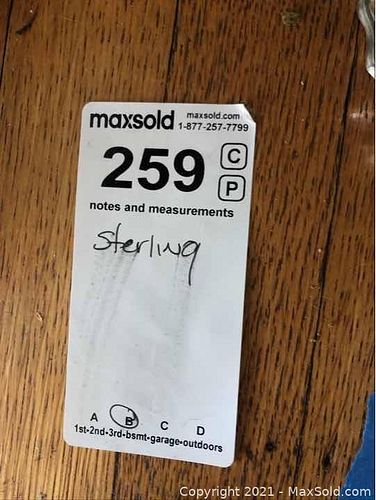 maxsold maxsold.com
1-877-257-7799
259 C
P
notes and measurements
sterling
A B C D
1st-2nd-3rd-bsmt-garage-outdoors
Copyright © 2021 - MaxSold.com